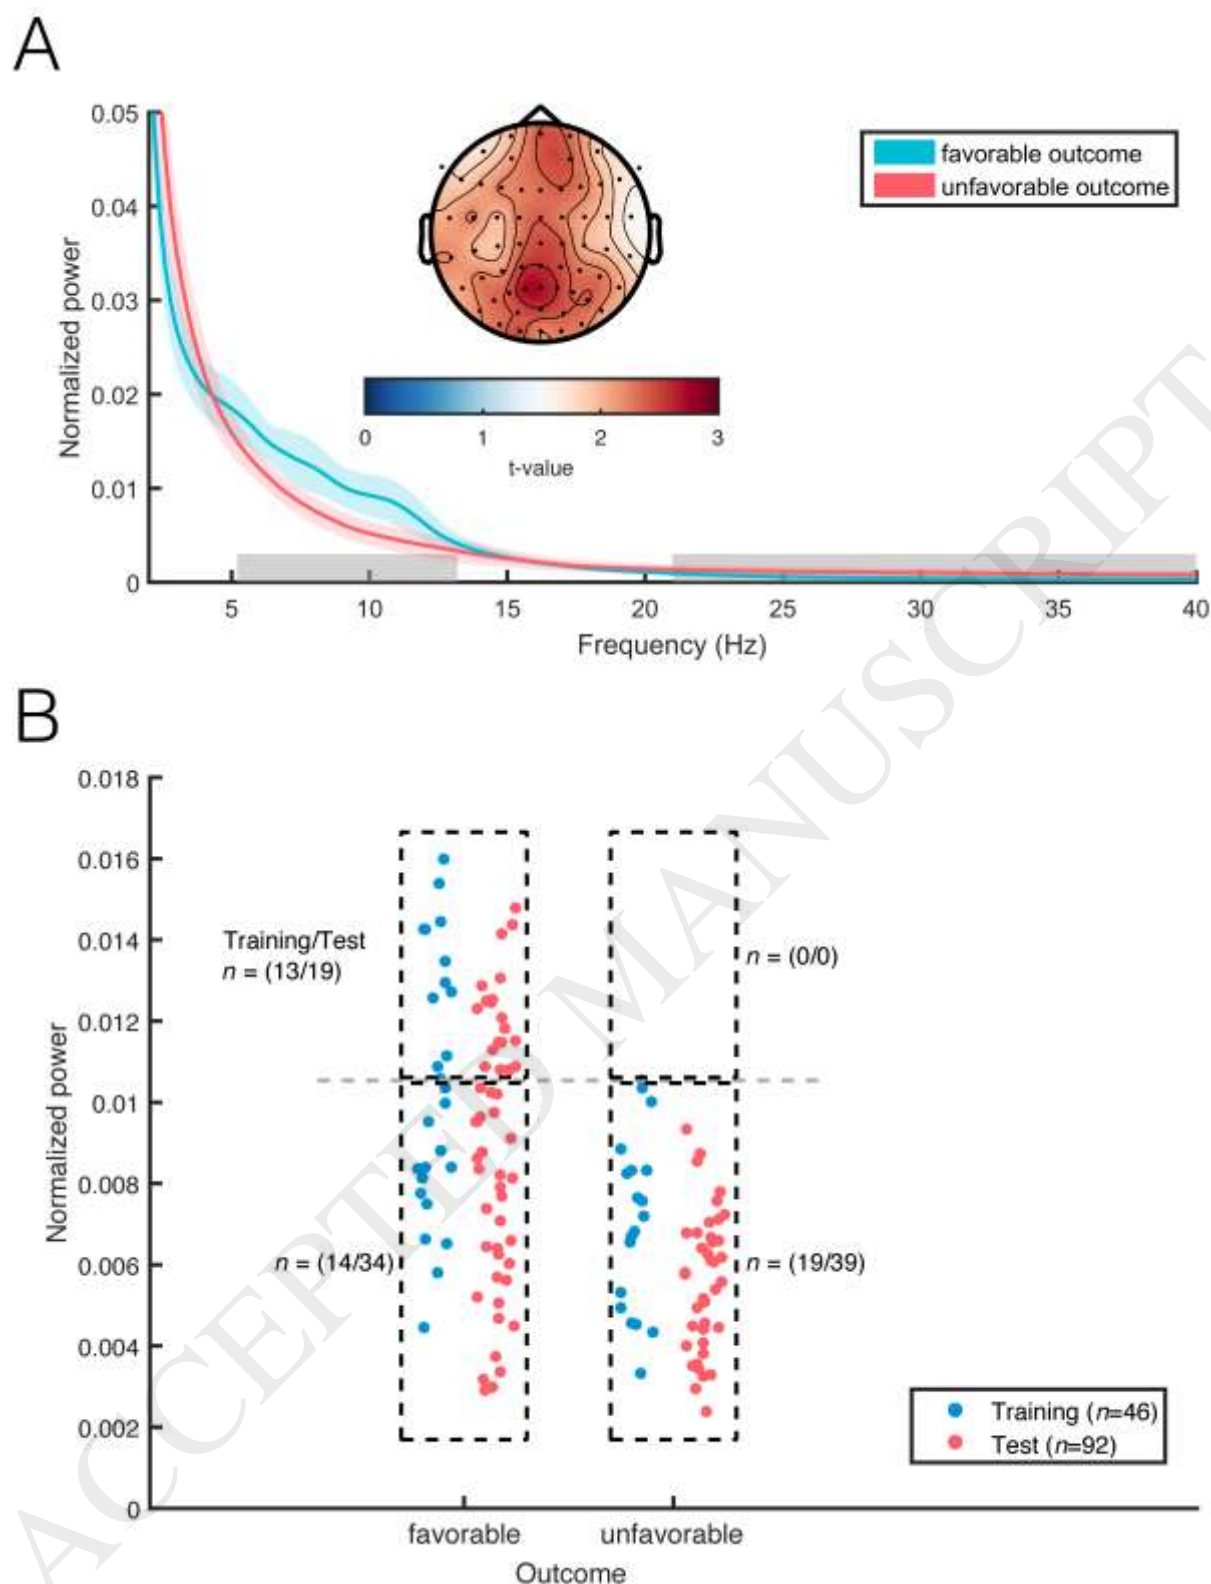 A
0.05
0.04
0.03
0.02
0.01
0
Normalized power
favorable outcome
unfavorable outcome
0 1 2 3
t-value
5 10 15 20 25 30 35 40
Frequency (Hz)
B
0.018
0.016
0.014
0.012
0.01
0.008
0.006
0.004
0.002
0
Normalized power
Training/Test
n = (13/19)
n = (0/0)
n = (14/34)
n = (19/39)
Training (n=46)
Test (n=92)
favorable unfavorable
Outcome
ACCEPTED MANUSCRIPT